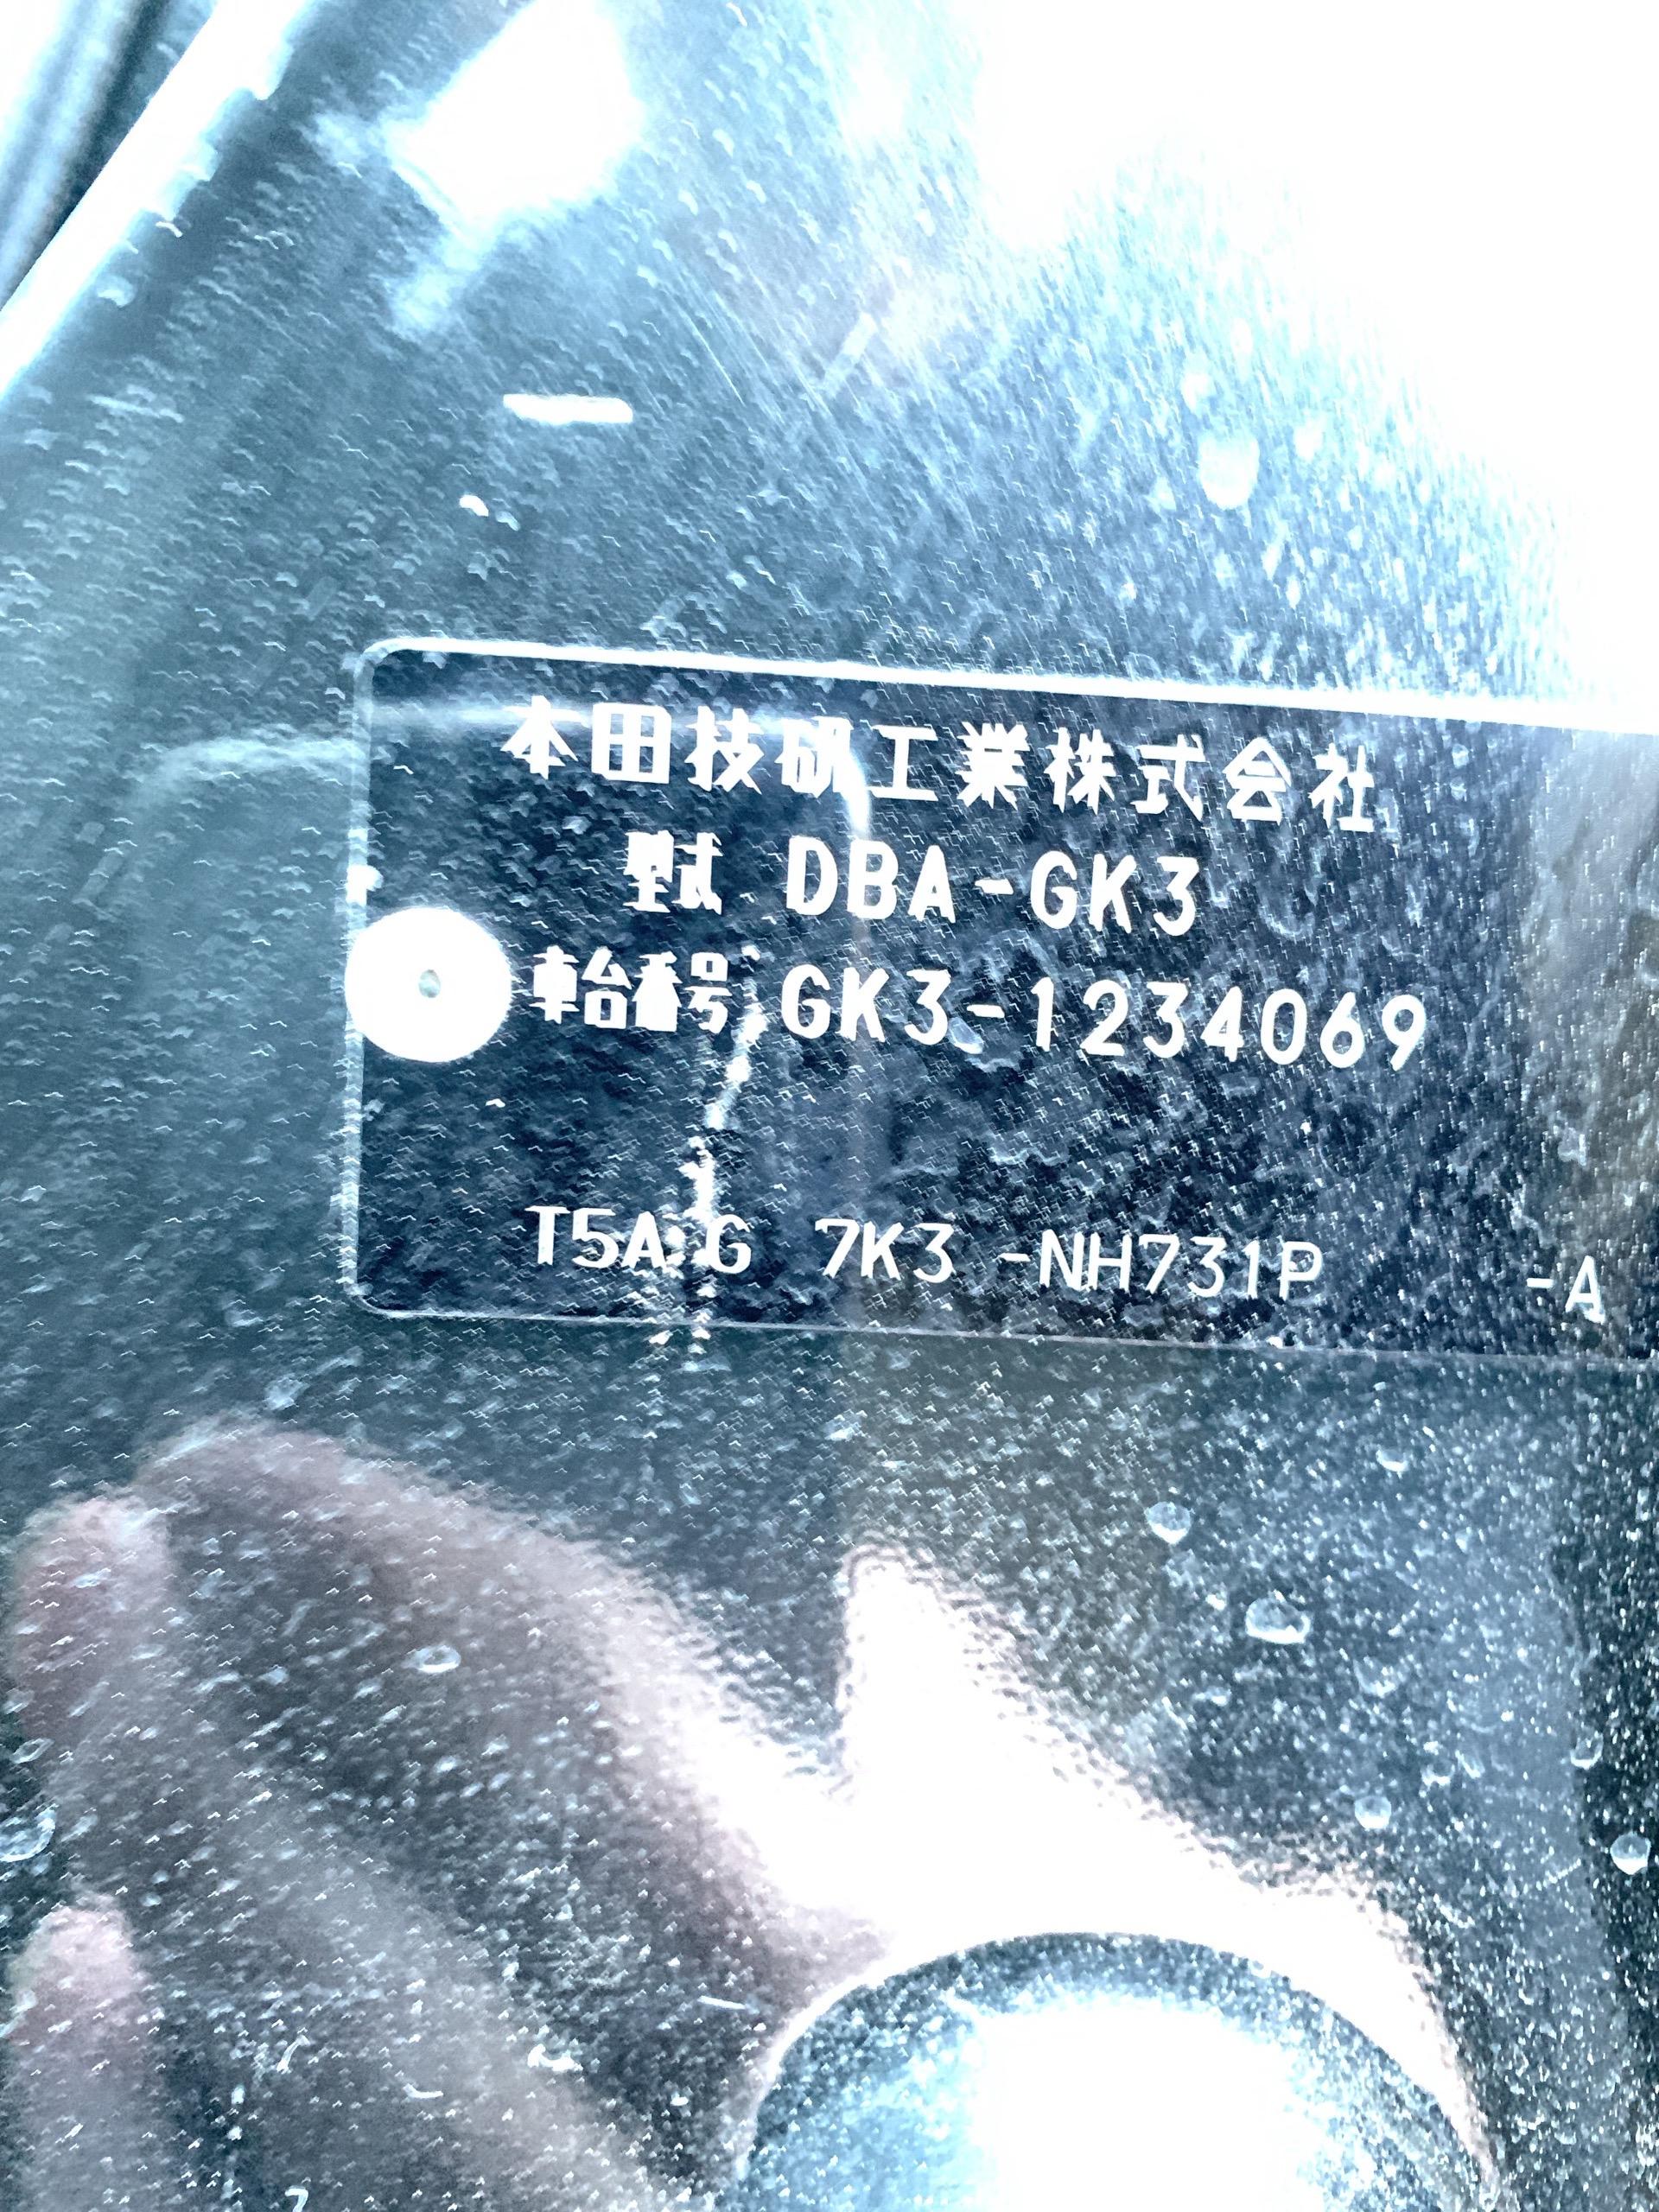 本田技研工業株式会社
型式 DBA-GK3
車台番号 GK3-1234069
T5A G 7K3 -NH731P -A